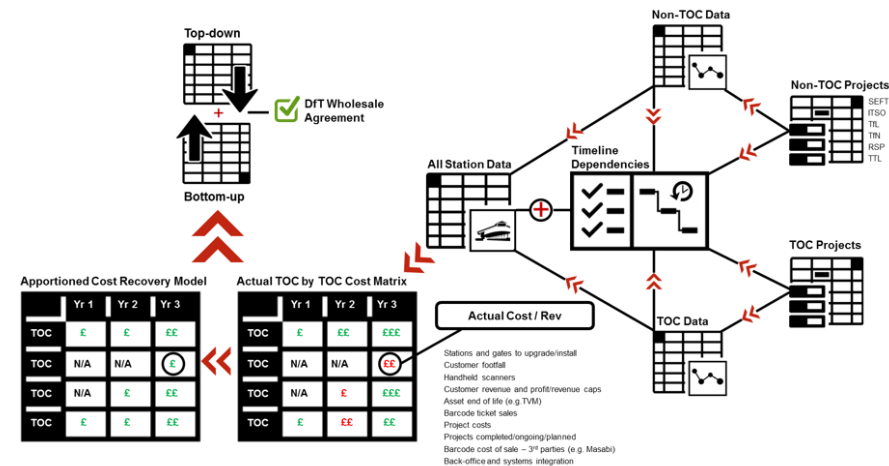 Top-down
+
DfT Wholesale
Agreement
Bottom-up
Non-TOC Data
Non-TOC Projects
SEFT
ITSO
TfL
TfN
RSP
TTL
All Station Data
Timeline
Dependencies
TOC Projects
TOC Data
Apportioned Cost Recovery Model
Yr 1 Yr 2 Yr 3
TOC £ £ ££
TOC N/A N/A £
TOC N/A £ ££
TOC £ £ ££
Actual TOC by TOC Cost Matrix
Yr 1 Yr 2 Yr 3
TOC £ ££ £££
TOC N/A N/A ££
TOC N/A £ £££
TOC £ ££ ££
Actual Cost / Rev
Stations and gates to upgrade/install
Customer footfall
Handheld scanners
Customer revenue and profit/revenue caps
Asset end of life (e.g.TVM)
Barcode ticket sales
Project costs
Projects completed/ongoing/planned
Barcode cost of sale – 3rd parties (e.g. Masabi)
Back-office and systems integration